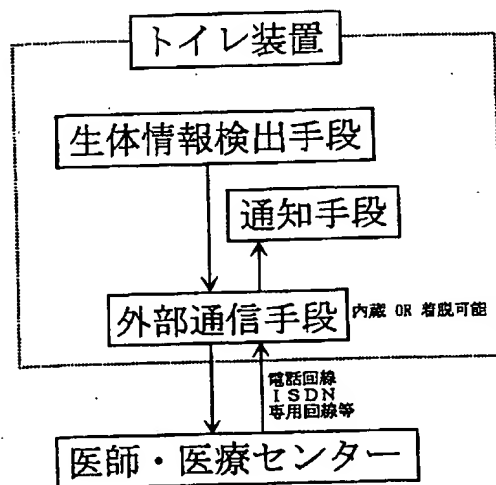 トイレ装置
生体情報検出手段
通知手段
外部通信手段
内蔵 OR 着脱可能
電話回線
ISDN
専用回線等
医師・医療センター